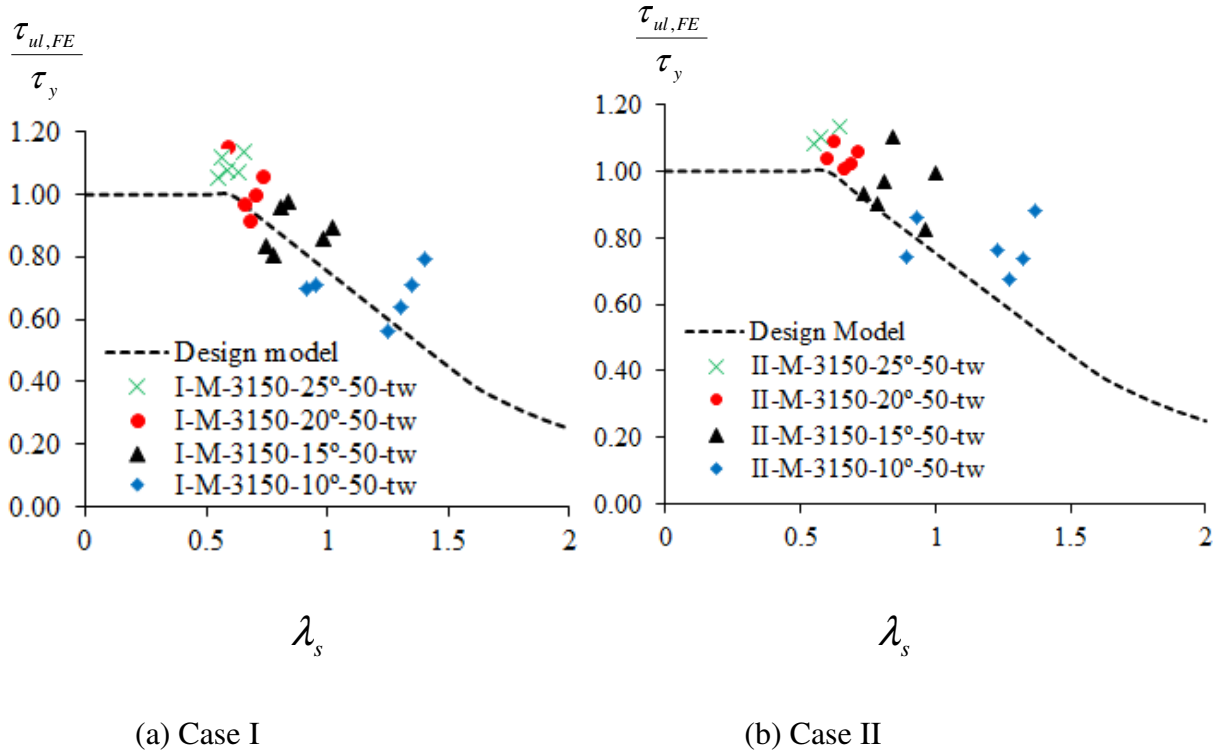 τul,FE
τy
1.20
1.00
0.80
0.60
0.40
0.20
0.00
Design model
I-M-3150-25º-50-tw
I-M-3150-20º-50-tw
I-M-3150-15º-50-tw
I-M-3150-10º-50-tw
0 0.5 1 1.5 2
λs
(a) Case I
τul,FE
τy
1.20
1.00
0.80
0.60
0.40
0.20
0.00
Design Model
II-M-3150-25º-50-tw
II-M-3150-20º-50-tw
II-M-3150-15º-50-tw
II-M-3150-10º-50-tw
0 0.5 1 1.5 2
λs
(b) Case II